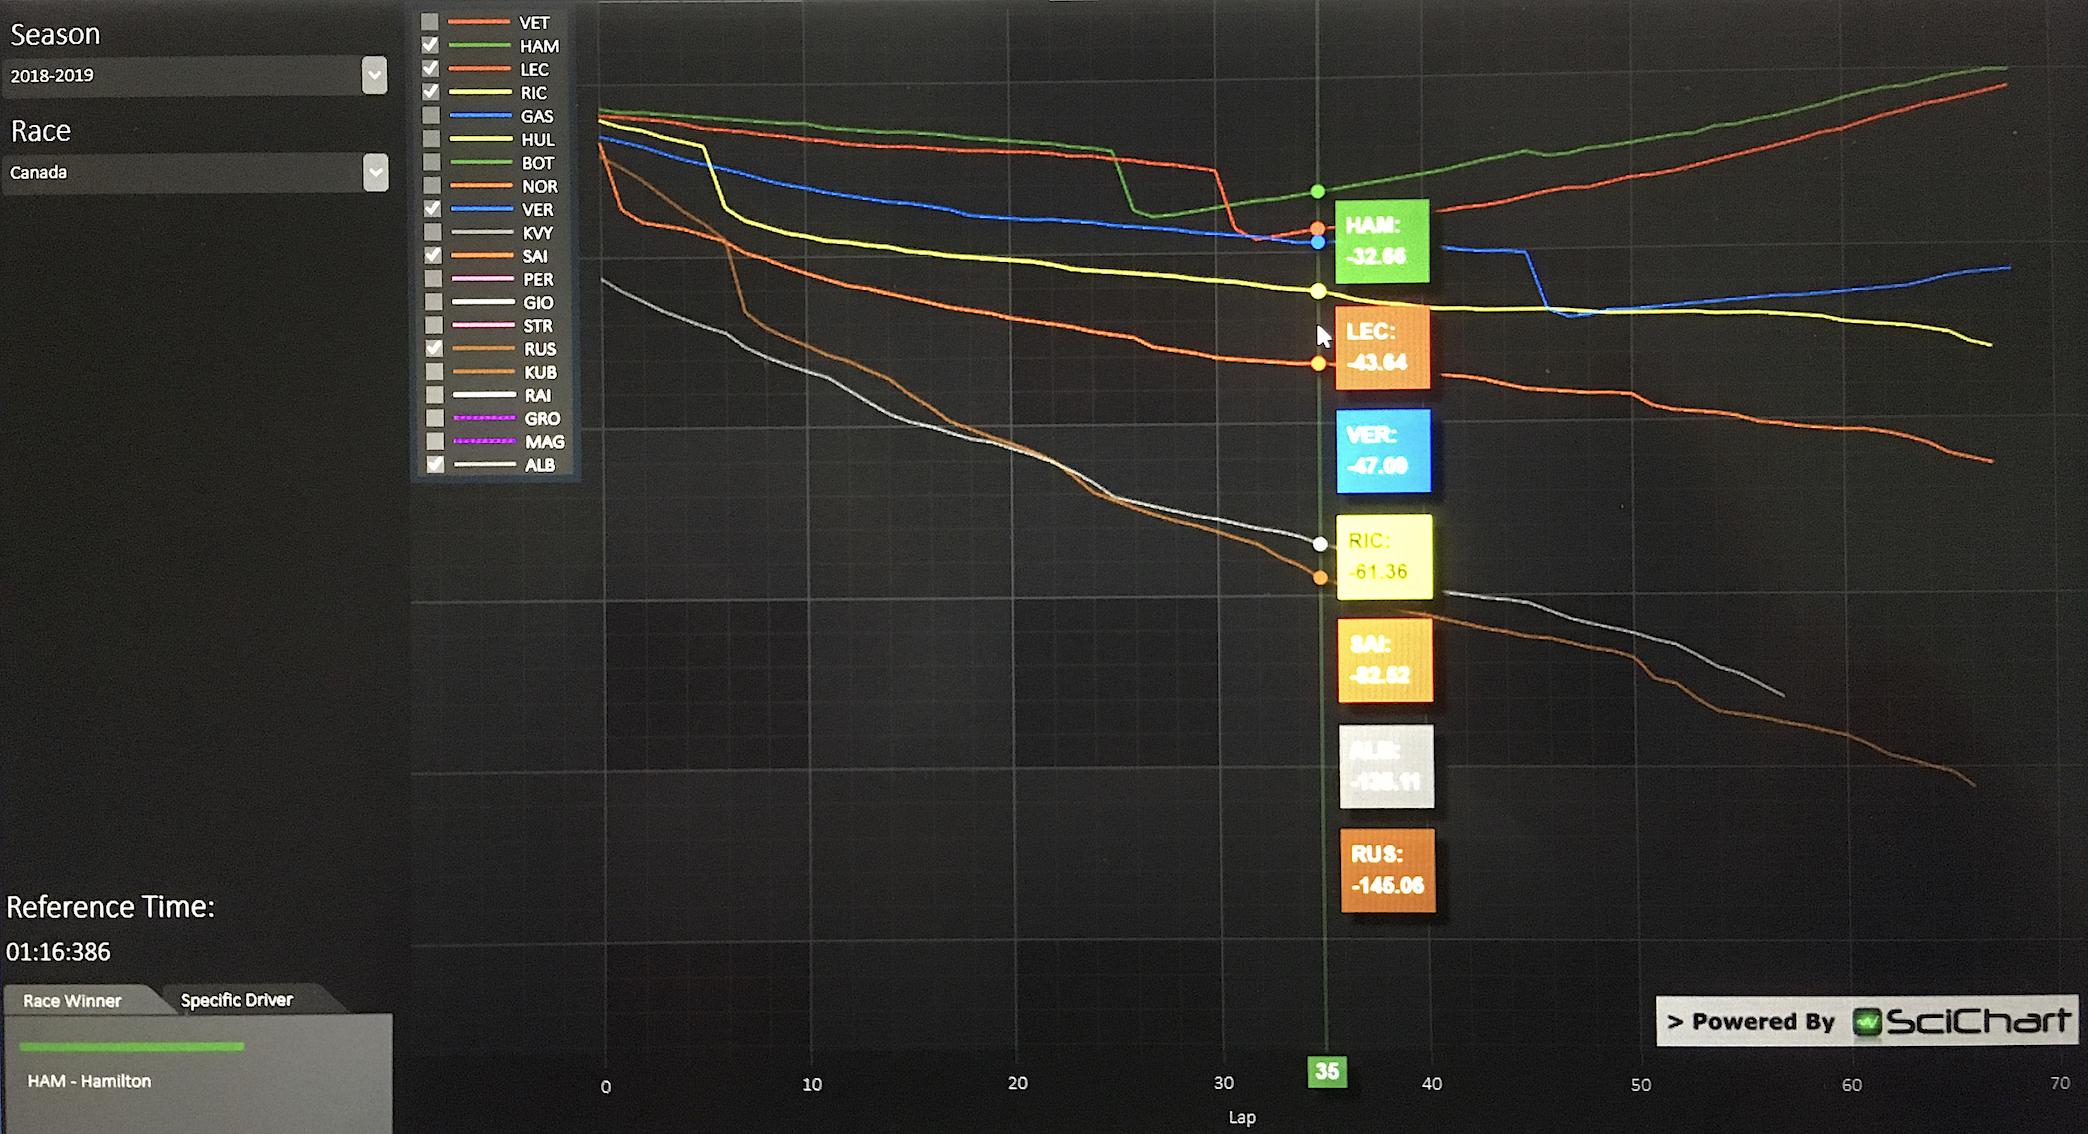 Season
2018-2019
Race
Canada
VET
HAM
LEC
RIC
GAS
HUL
BOT
NOR
VER
KVY
SAI
PER
GIO
STR
RUS
KUB
RAI
GRO
MAG
ALB
HAM:
-32.66
LEC:
-43.64
VER:
-47.09
RIC:
-61.36
SAI:
-82.52
ALB:
-135.11
RUS:
-145.06
Reference Time:
01:16:386
Race Winner
Specific Driver
HAM - Hamilton
> Powered By SciChart
0
10
20
30
35
40
50
60
70
Lap